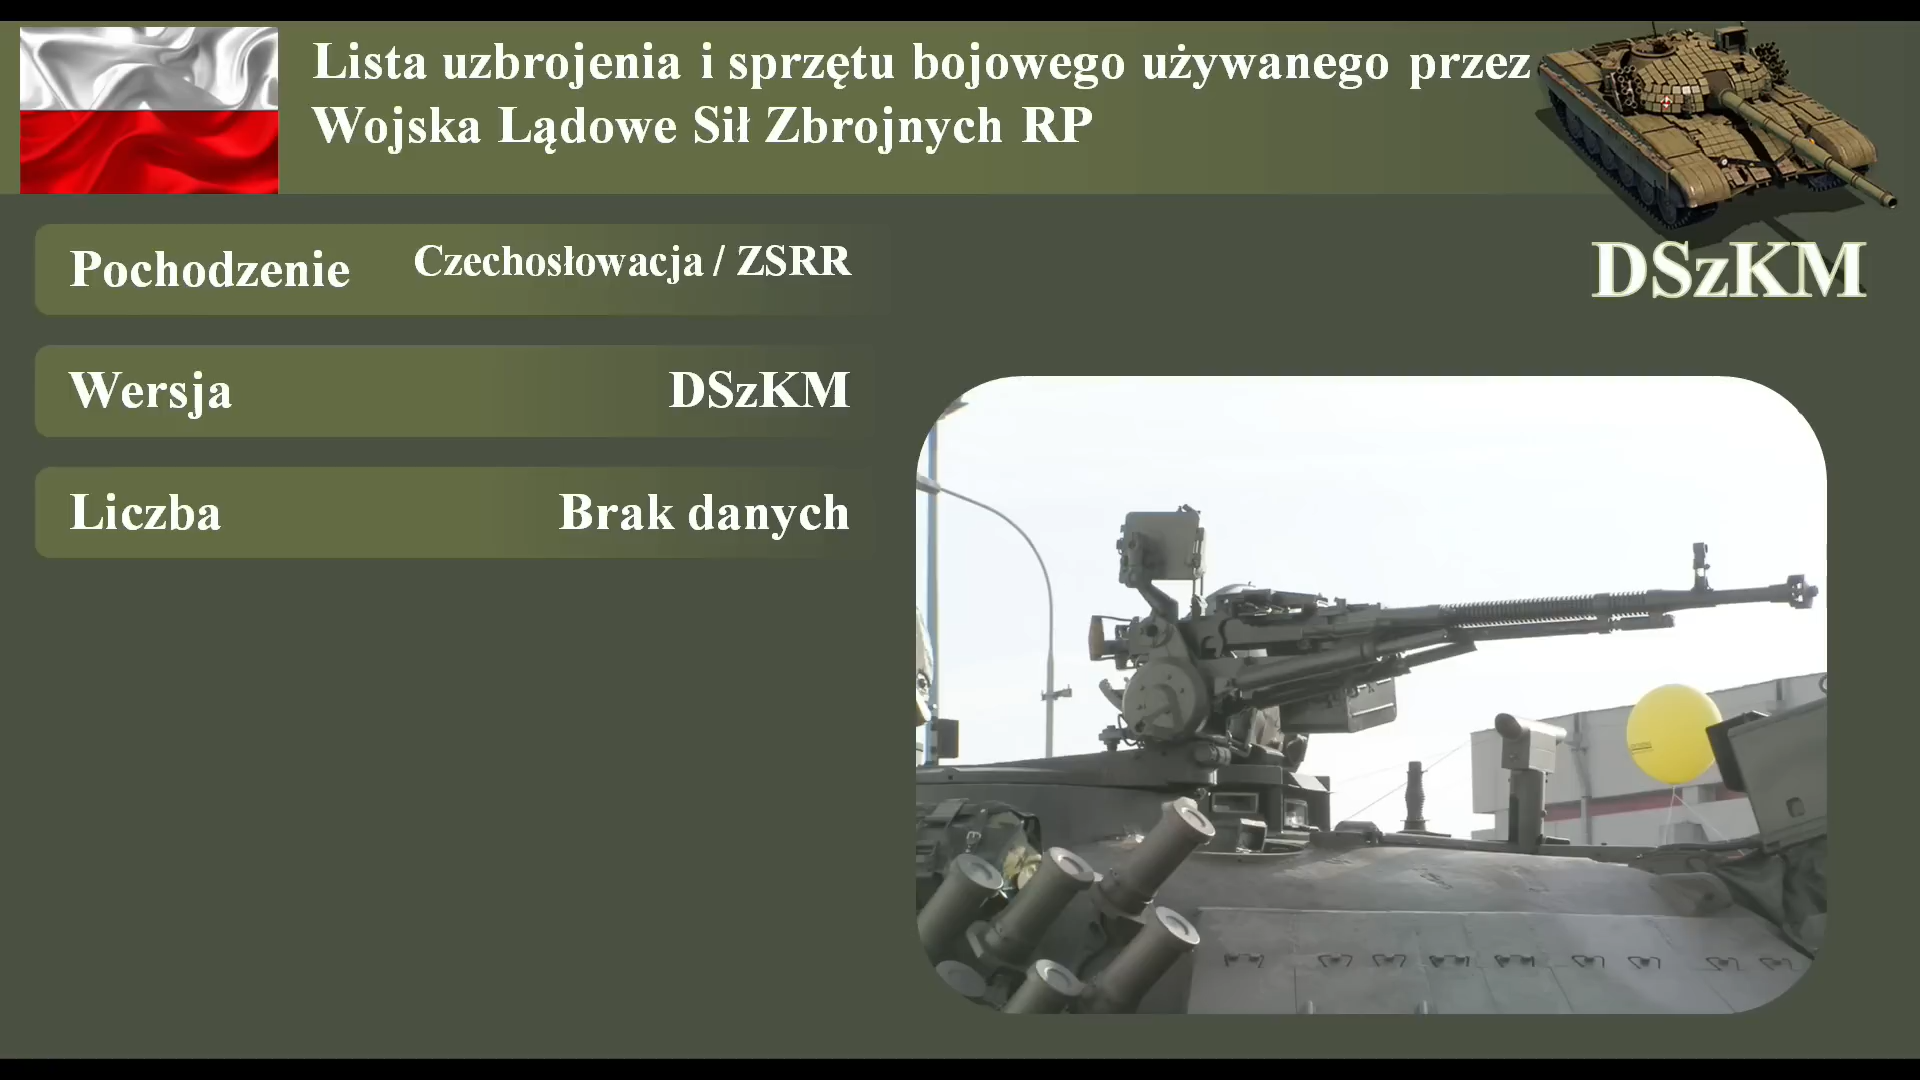 Lista uzbrojenia i sprzętu bojowego używanego przez
Wojska Lądowe Sił Zbrojnych RP
DSzKM
Pochodzenie Czechosłowacja / ZSRR
Wersja DSzKM
Liczba Brak danych